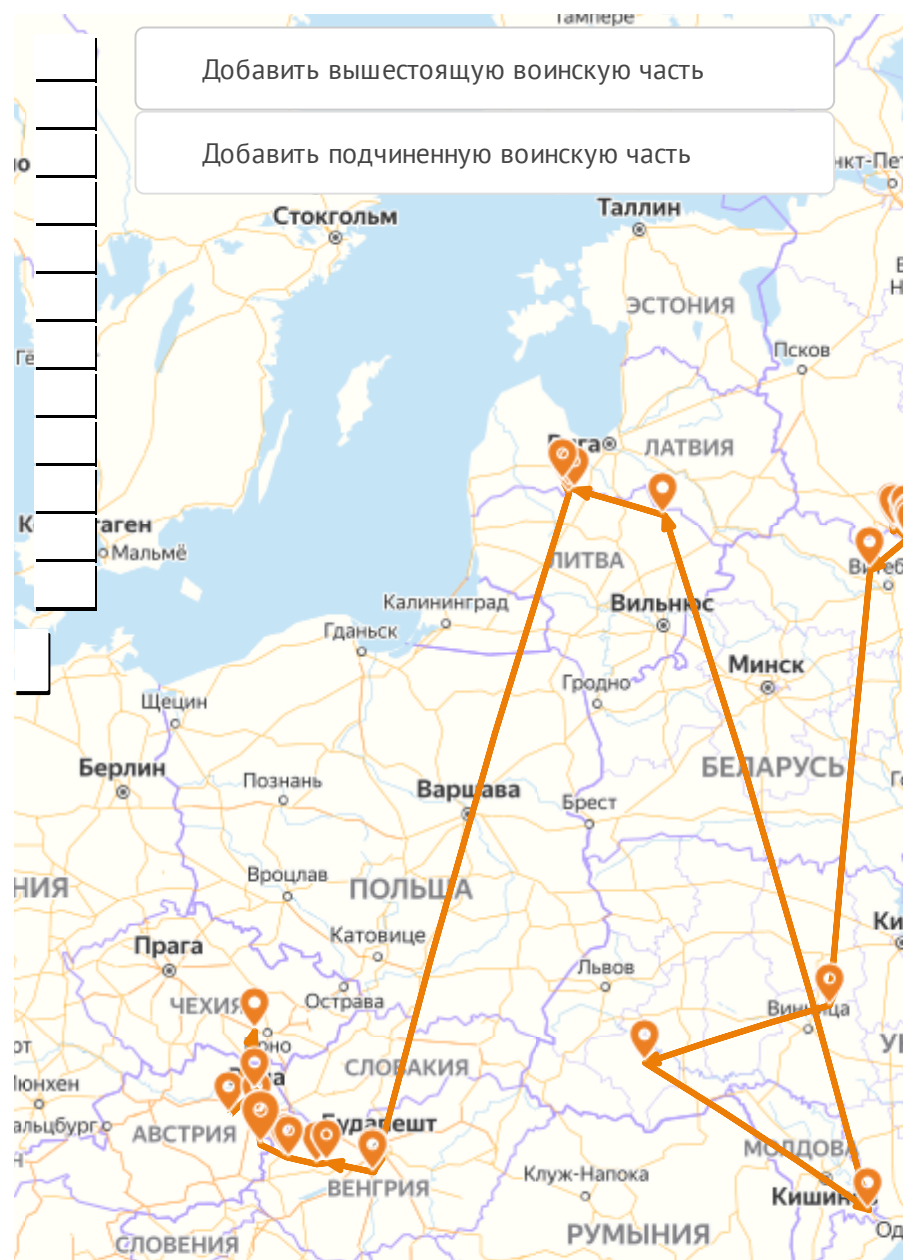 Тампере
Добавить вышестоящую воинскую часть
Добавить подчиненную воинскую часть
Стокгольм
Таллин
ЭСТОНИЯ
Псков
ЛАТВИЯ
Мальмё
ЛИТВА
Калининград
Вильнюс
Гданьск
Минск
Гродно
Щецин
Берлин
Познань
Варшава
БЕЛАРУСЬ
Брест
Вроцлав
ПОЛЬША
Катовице
Прага
Львов
ЧЕХИЯ
Острава
Винница
СЛОВАКИЯ
Будапешт
АВСТРИЯ
МОЛДОВА
Клуж-Напока
ВЕНГРИЯ
РУМЫНИЯ
СЛОВЕНИЯ